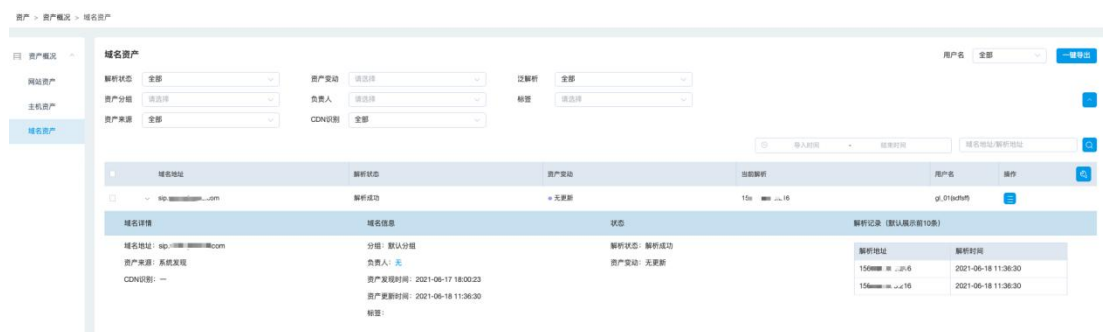 资产 > 资产概况 > 域名资产
资产概况
网站资产
主机资产
域名资产
域名资产
用户名 全部
一键导出
解析状态 全部 资产变动 请选择 泛解析 全部
资产分组 请选择 负责人 请选择 标签 请选择
资产来源 全部 CDN识别 全部
导入时间 - 结束时间 域名地址/解析地址
域名地址 解析状态 资产变动 当前解析 用户名 操作
sip. .com 解析成功 无更新 gl_01(sdfsff)
域名详情 域名信息 状态 解析记录（默认展示前10条）
域名地址：sip. com 分组：默认分组 解析状态：解析成功
资产来源：系统发现 负责人：无 资产变动：无更新
CDN识别：— 资产发现时间：2021-06-17 18:00:23
资产更新时间：2021-06-18 11:36:30
标签：
解析地址 解析时间
2021-06-18 11:36:30
2021-06-18 11:36:30